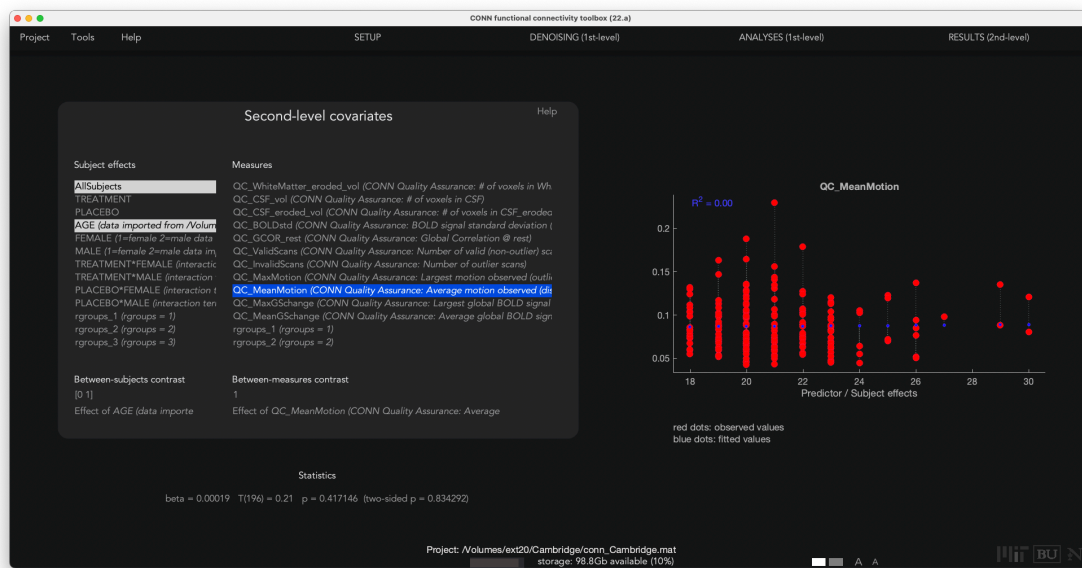 CONN functional connectivity toolbox (22.a)
Project Tools Help SETUP DENOISING (1st-level) ANALYSES (1st-level) RESULTS (2nd-level)
Second-level covariates
Help
Subject effects
AllSubjects
TREATMENT
PLACEBO
AGE (data imported from /Volum
FEMALE (1=female 2=male data
MALE (1=female 2=male data im
TREATMENT*FEMALE (interactic
TREATMENT*MALE (interaction
PLACEBO*FEMALE (interaction t
PLACEBO*MALE (interaction ten
rgroups_1 (rgroups = 1)
rgroups_2 (rgroups = 2)
rgroups_3 (rgroups = 3)
Measures
QC_WhiteMatter_eroded_vol (CONN Quality Assurance: # of voxels in Wh
QC_CSF_vol (CONN Quality Assurance: # of voxels in CSF)
QC_CSF_eroded_vol (CONN Quality Assurance: # of voxels in CSF_eroded
QC_BOLDstd (CONN Quality Assurance: BOLD signal standard deviation (
QC_GCOR_rest (CONN Quality Assurance: Global Correlation @ rest)
QC_ValidScans (CONN Quality Assurance: Number of valid (non-outlier) sca
QC_InvalidScans (CONN Quality Assurance: Number of outlier scans)
QC_MaxMotion (CONN Quality Assurance: Largest motion observed (outli
QC_MeanMotion (CONN Quality Assurance: Average motion observed (dis
QC_MaxGSchange (CONN Quality Assurance: Largest global BOLD signal
QC_MeanGSchange (CONN Quality Assurance: Average global BOLD sign
rgroups_1 (rgroups = 1)
rgroups_2 (rgroups = 2)
Between-subjects contrast
[0 1]
Effect of AGE (data importe
Between-measures contrast
1
Effect of QC_MeanMotion (CONN Quality Assurance: Average
Statistics
beta = 0.00019 T(196) = 0.21 p = 0.417146 (two-sided p = 0.834292)
QC_MeanMotion
R² = 0.00
0.2
0.15
0.1
0.05
18 20 22 24 26 28 30
Predictor / Subject effects
red dots: observed values
blue dots: fitted values
Project: /Volumes/ext20/Cambridge/conn_Cambridge.mat
storage: 98.8Gb available (10%)
A A
BU